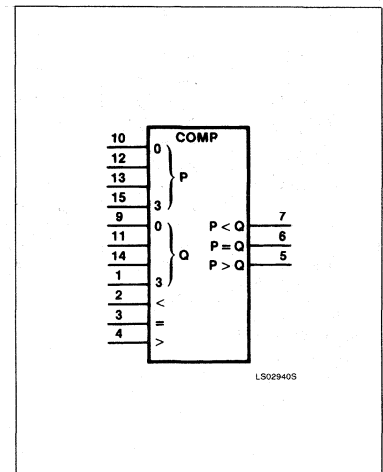 COMP
10 0
12
13 P
15 3
9 0 P < Q 7
11 P = Q 6
14 Q P > Q 5
1 3
2 <
3 =
4 >
LS02940S